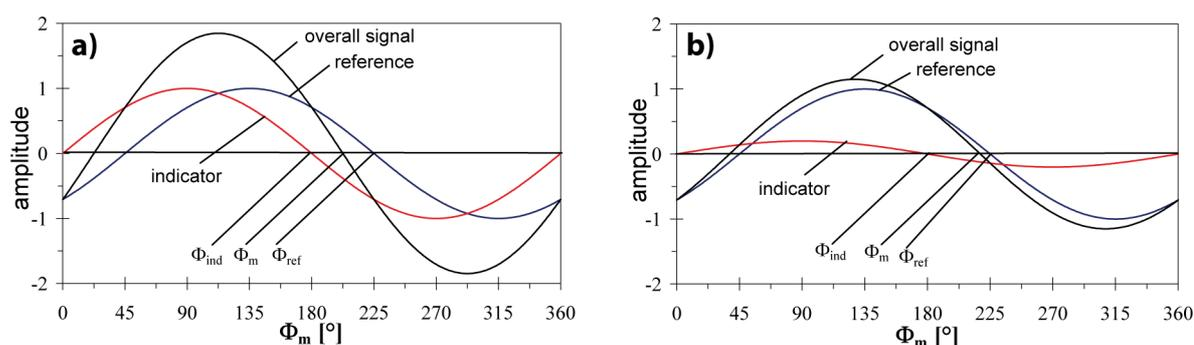 a)
overall signal
reference
indicator
Φind Φm Φref
amplitude
2
1
0
-1
-2
0 45 90 135 180 225 270 315 360
Φm [°]
b)
overall signal
reference
indicator
Φind Φm Φref
amplitude
2
1
0
-1
-2
0 45 90 135 180 225 270 315 360
Φm [°]